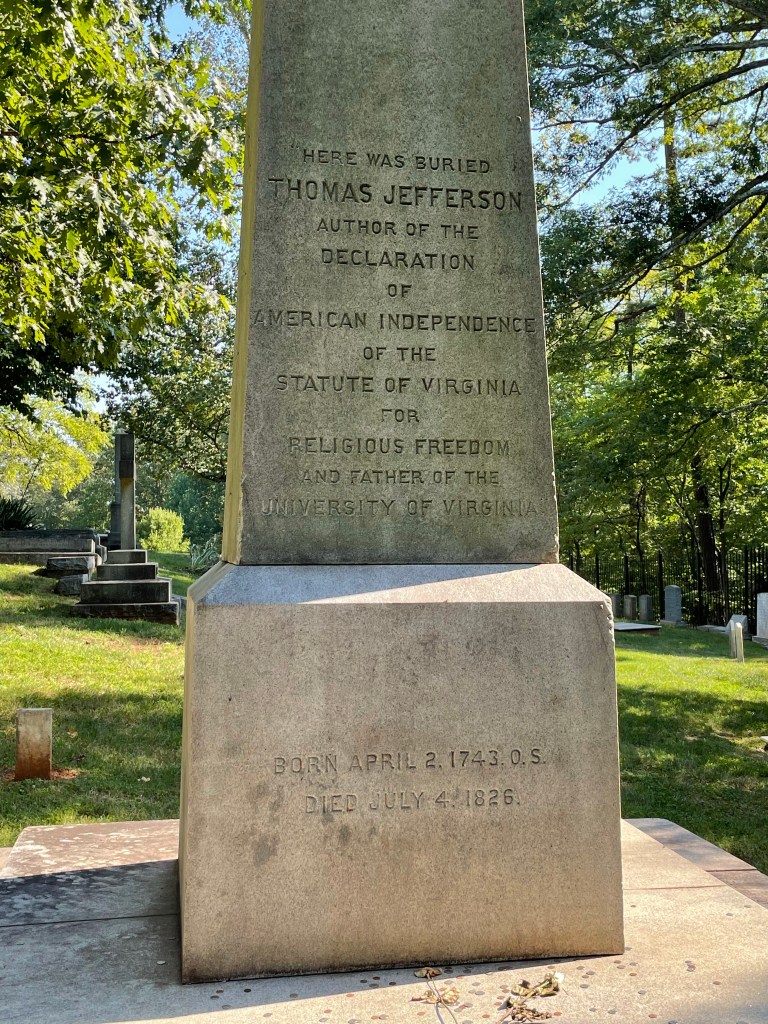 HERE WAS BURIED
THOMAS JEFFERSON
AUTHOR OF THE
DECLARATION
OF
AMERICAN INDEPENDENCE
OF THE
STATUTE OF VIRGINIA
FOR
RELIGIOUS FREEDOM
AND FATHER OF THE
UNIVERSITY OF VIRGINIA.
BORN APRIL 2. 1743. O.S.
DIED JULY 4. 1826.